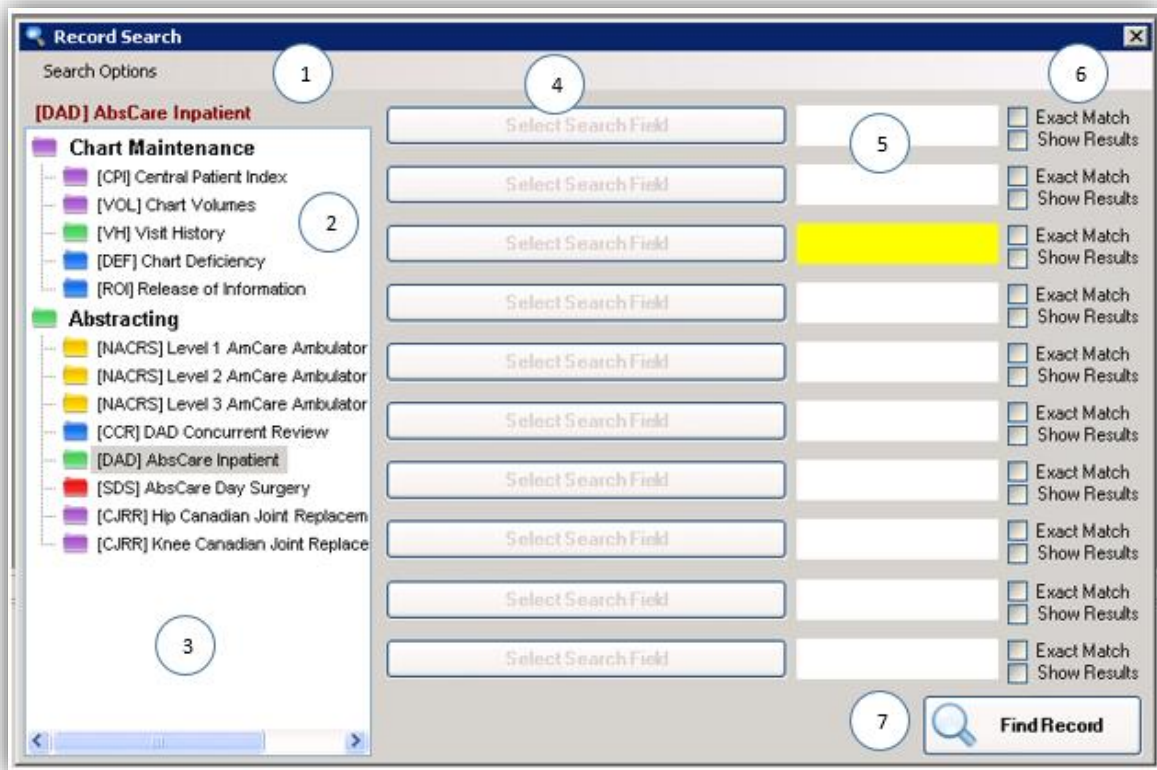 Record Search
Search Options
1
4
6
[DAD] AbsCare Inpatient
Chart Maintenance
[CPI] Central Patient Index
[VOL] Chart Volumes
[VH] Visit History
[DEF] Chart Deficiency
[ROI] Release of Information
Abstracting
[NACRS] Level 1 AmCare Ambulator
[NACRS] Level 2 AmCare Ambulator
[NACRS] Level 3 AmCare Ambulator
[CCR] DAD Concurrent Review
[DAD] AbsCare Inpatient
[SDS] AbsCare Day Surgery
[CJRR] Hip Canadian Joint Replacem
[CJRR] Knee Canadian Joint Replace
2
3
Select Search Field
5
Exact Match
Show Results
Select Search Field
Exact Match
Show Results
Select Search Field
Exact Match
Show Results
Select Search Field
Exact Match
Show Results
Select Search Field
Exact Match
Show Results
Select Search Field
Exact Match
Show Results
Select Search Field
Exact Match
Show Results
Select Search Field
Exact Match
Show Results
Select Search Field
Exact Match
Show Results
Select Search Field
Exact Match
Show Results
7
Find Record